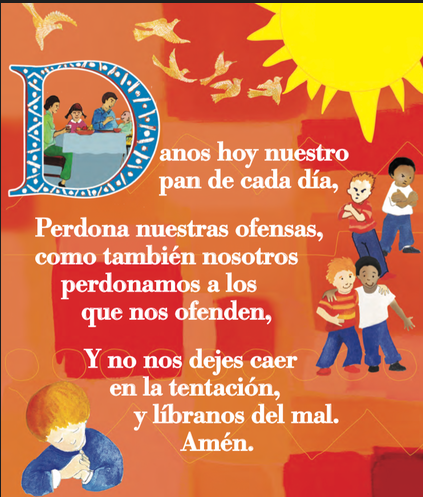 Danos hoy nuestro
pan de cada día,
Perdona nuestras ofensas,
como también nosotros
perdonamos a los
que nos ofenden,
Y no nos dejes caer
en la tentación,
y líbranos del mal.
Amén.